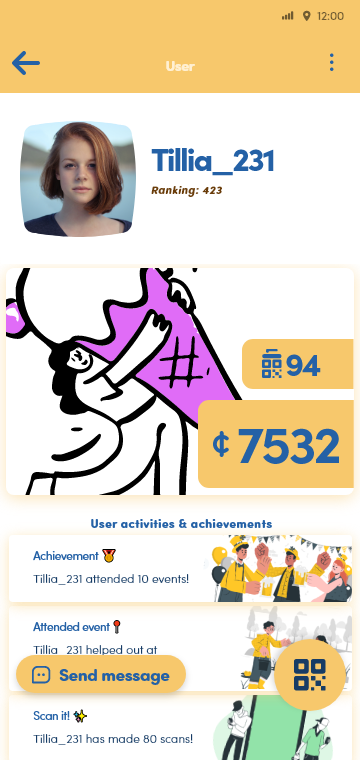 12:00
User
Tillia_231
Ranking: 423
94
¢ 7532
User activities & achievements
Achievement
Tillia_231 attended 10 events!
Attended event
Tillia_231 helped out at
Send message
Scan it!
Tillia_231 has made 80 scans!